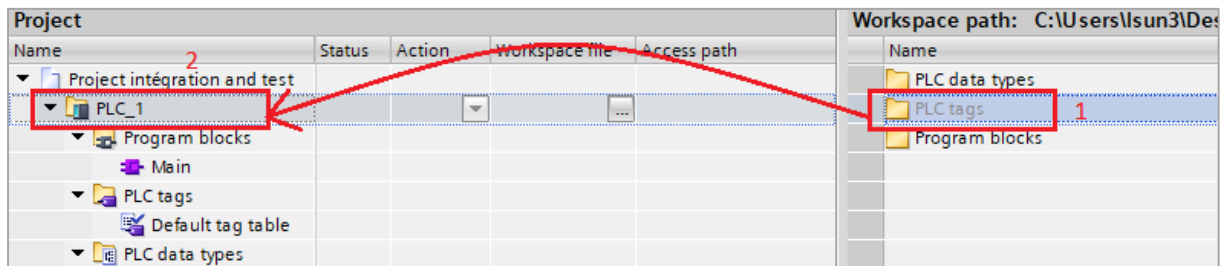 Project
Workspace path: C:\Users\lsun3\Des
Name Status Action Workspace file Access path
Name
2
Project intégration and test
PLC data types
PLC_1
...
PLC tags
1
Program blocks
Program blocks
Main
PLC tags
Default tag table
PLC data types